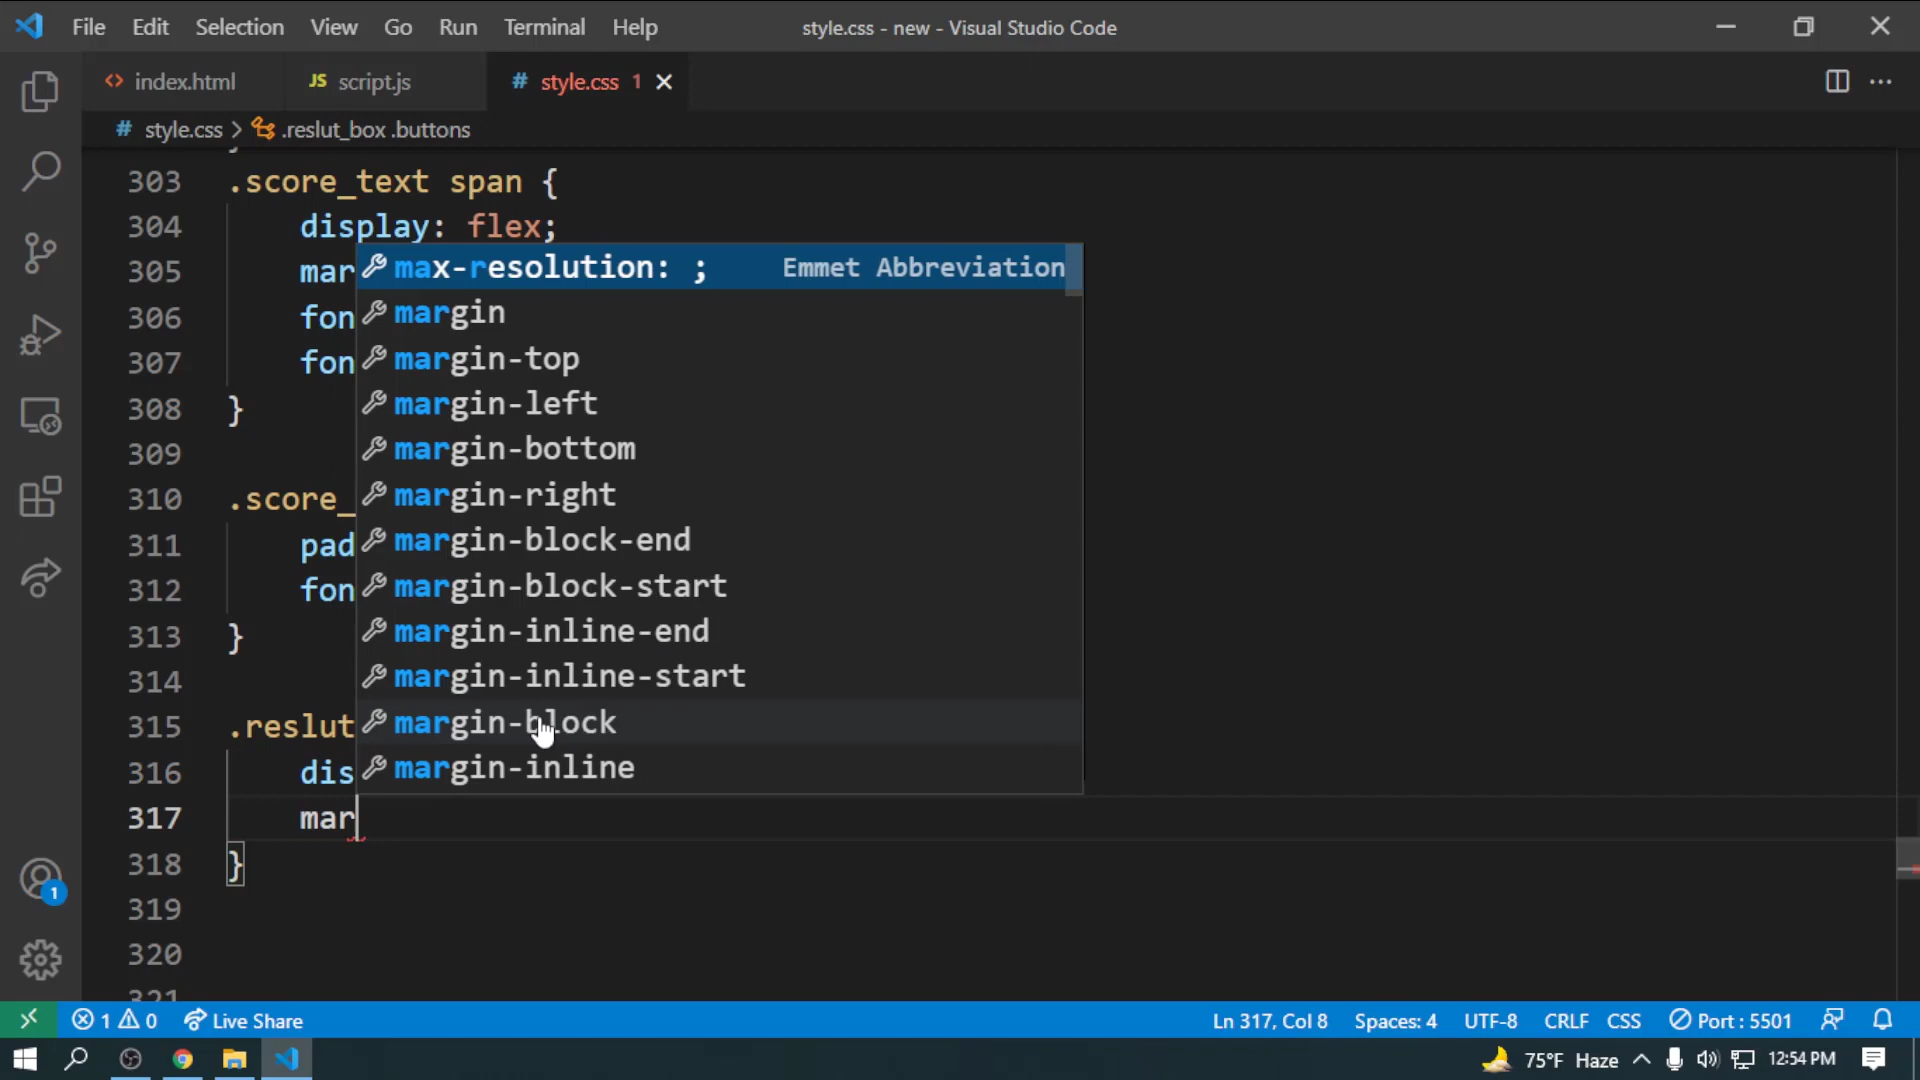 File Edit Selection View Go Run Terminal Help style.css - new - Visual Studio Code
<> index.html JS script.js # style.css 1
# style.css > .reslut_box .buttons
303 .score_text span {
304 display: flex;
305 mar max-resolution: ; Emmet Abbreviation
306 fon margin
307 fon margin-top
308 } margin-left
309 margin-bottom
310 .score_ margin-right
311 pad margin-block-end
312 fon margin-block-start
313 } margin-inline-end
314 margin-inline-start
315 .reslut margin-block
316 dis margin-inline
317 mar
318 }
319
320
321
1
1 0 Live Share Ln 317, Col 8 Spaces: 4 UTF-8 CRLF CSS Port : 5501
75°F Haze 12:54 PM